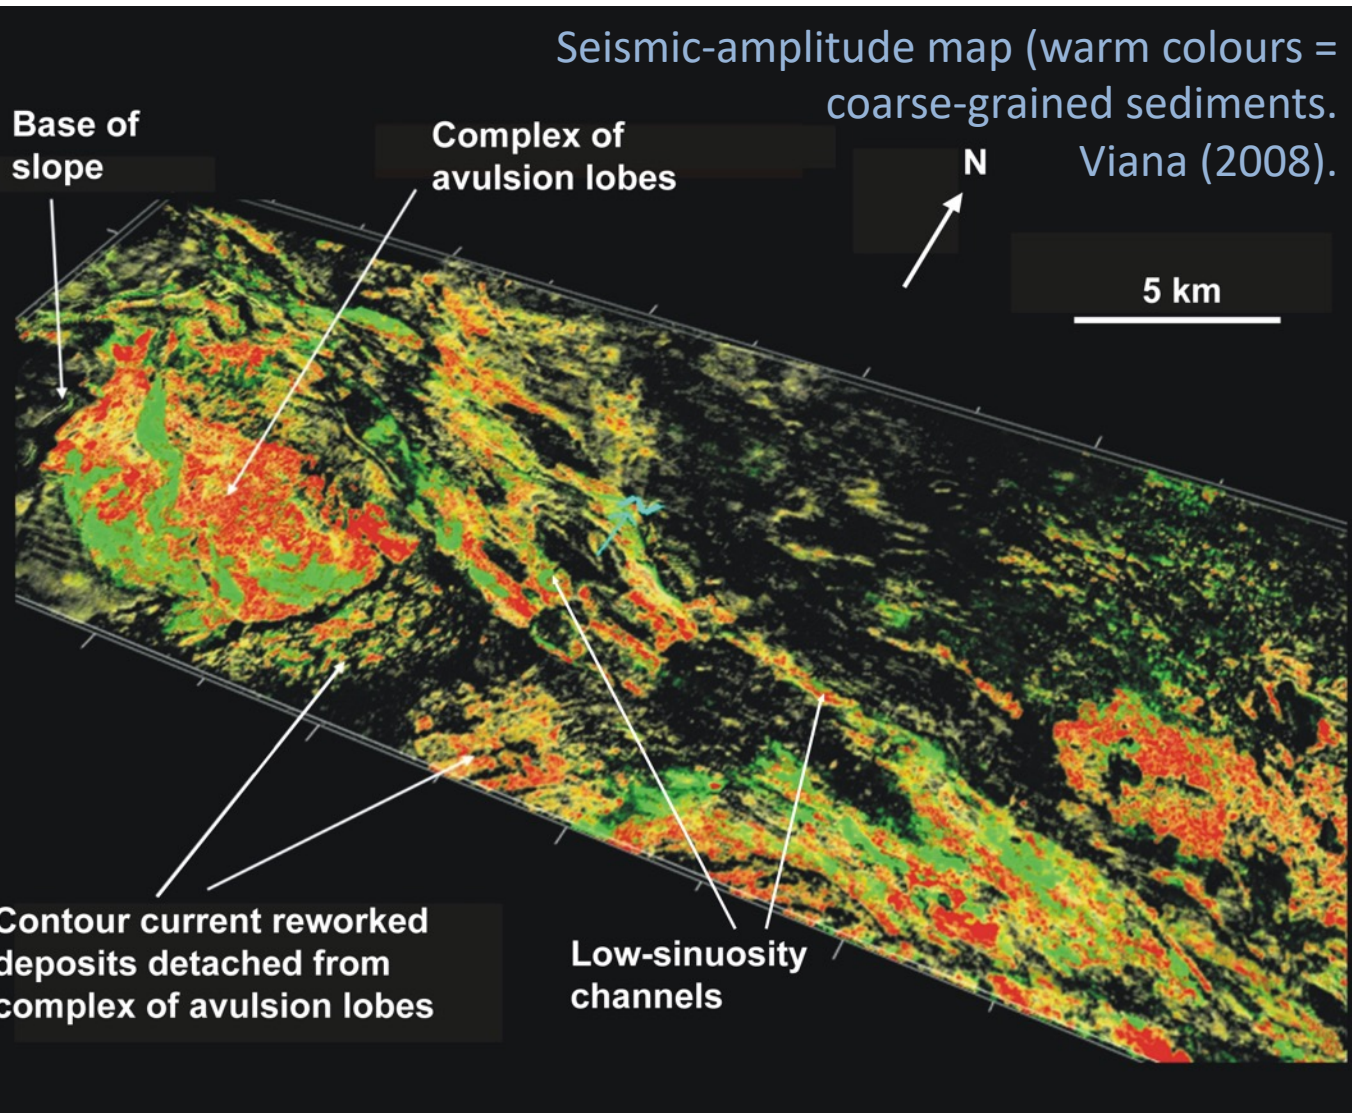 Seismic-amplitude map (warm colours =
coarse-grained sediments.
Viana (2008).
Base of
slope
Complex of
avulsion lobes
N
5 km
Contour current reworked
deposits detached from
complex of avulsion lobes
Low-sinuosity
channels